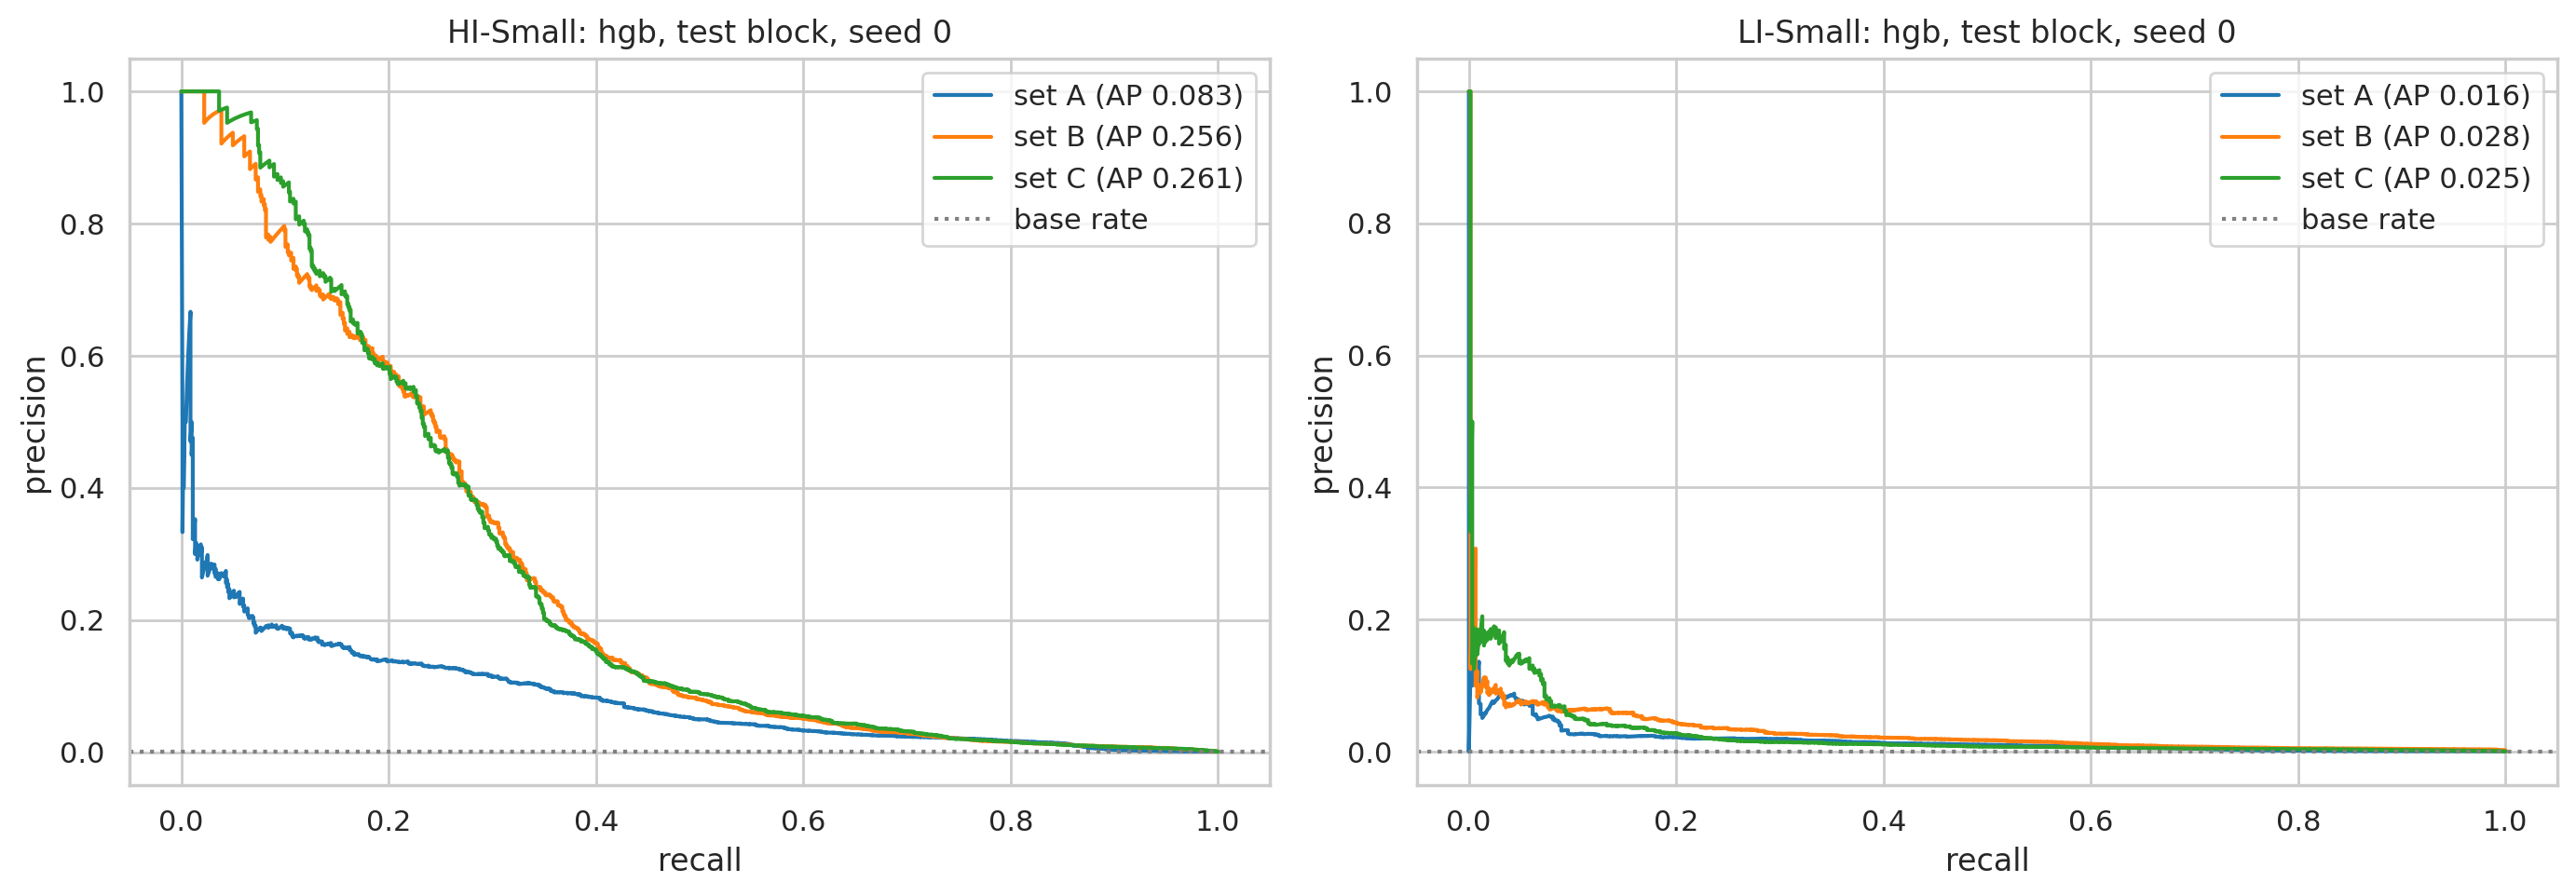 HI-Small: hgb, test block, seed 0
1.0
0.8
0.6
0.4
0.2
0.0
precision
set A (AP 0.083)
set B (AP 0.256)
set C (AP 0.261)
base rate
0.0 0.2 0.4 0.6 0.8 1.0
recall
LI-Small: hgb, test block, seed 0
1.0
0.8
0.6
0.4
0.2
0.0
precision
set A (AP 0.016)
set B (AP 0.028)
set C (AP 0.025)
base rate
0.0 0.2 0.4 0.6 0.8 1.0
recall